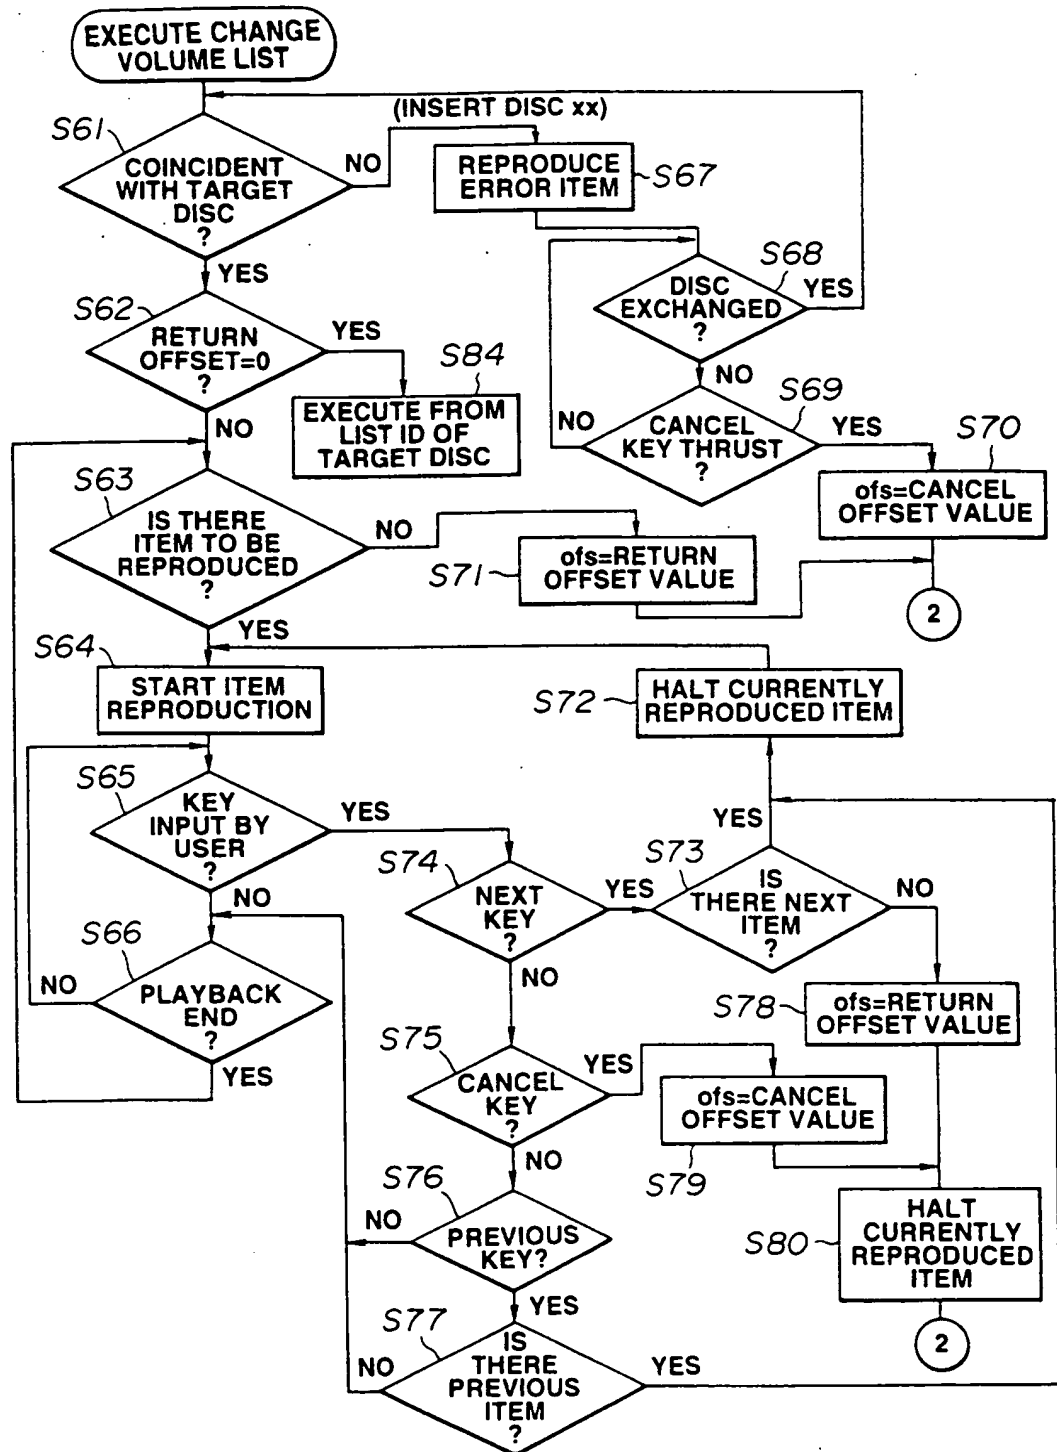 EXECUTE CHANGE
VOLUME LIST
(INSERT DISC xx)
S61
COINCIDENT
WITH TARGET
DISC
?
NO
YES
REPRODUCE
ERROR ITEM
S67
S68
DISC
EXCHANGED
?
YES
NO
S62
RETURN
OFFSET=0
?
YES
NO
S84
EXECUTE FROM
LIST ID OF
TARGET DISC
S69
CANCEL
KEY THRUST
?
NO
YES
S70
ofs=CANCEL
OFFSET VALUE
2
S63
IS THERE
ITEM TO BE
REPRODUCED
?
NO
YES
S71
ofs=RETURN
OFFSET VALUE
S64
START ITEM
REPRODUCTION
S72
HALT CURRENTLY
REPRODUCED ITEM
S65
KEY
INPUT BY
USER
?
YES
NO
S74
NEXT
KEY
?
YES
NO
S73
IS
THERE NEXT
ITEM
?
YES
NO
S66
PLAYBACK
END
?
NO
YES
S78
ofs=RETURN
OFFSET VALUE
S75
CANCEL
KEY
?
YES
NO
ofs=CANCEL
OFFSET VALUE
S79
S76
PREVIOUS
KEY?
NO
YES
S80
HALT
CURRENTLY
REPRODUCED
ITEM
2
S77
IS
THERE
PREVIOUS
ITEM
?
NO
YES